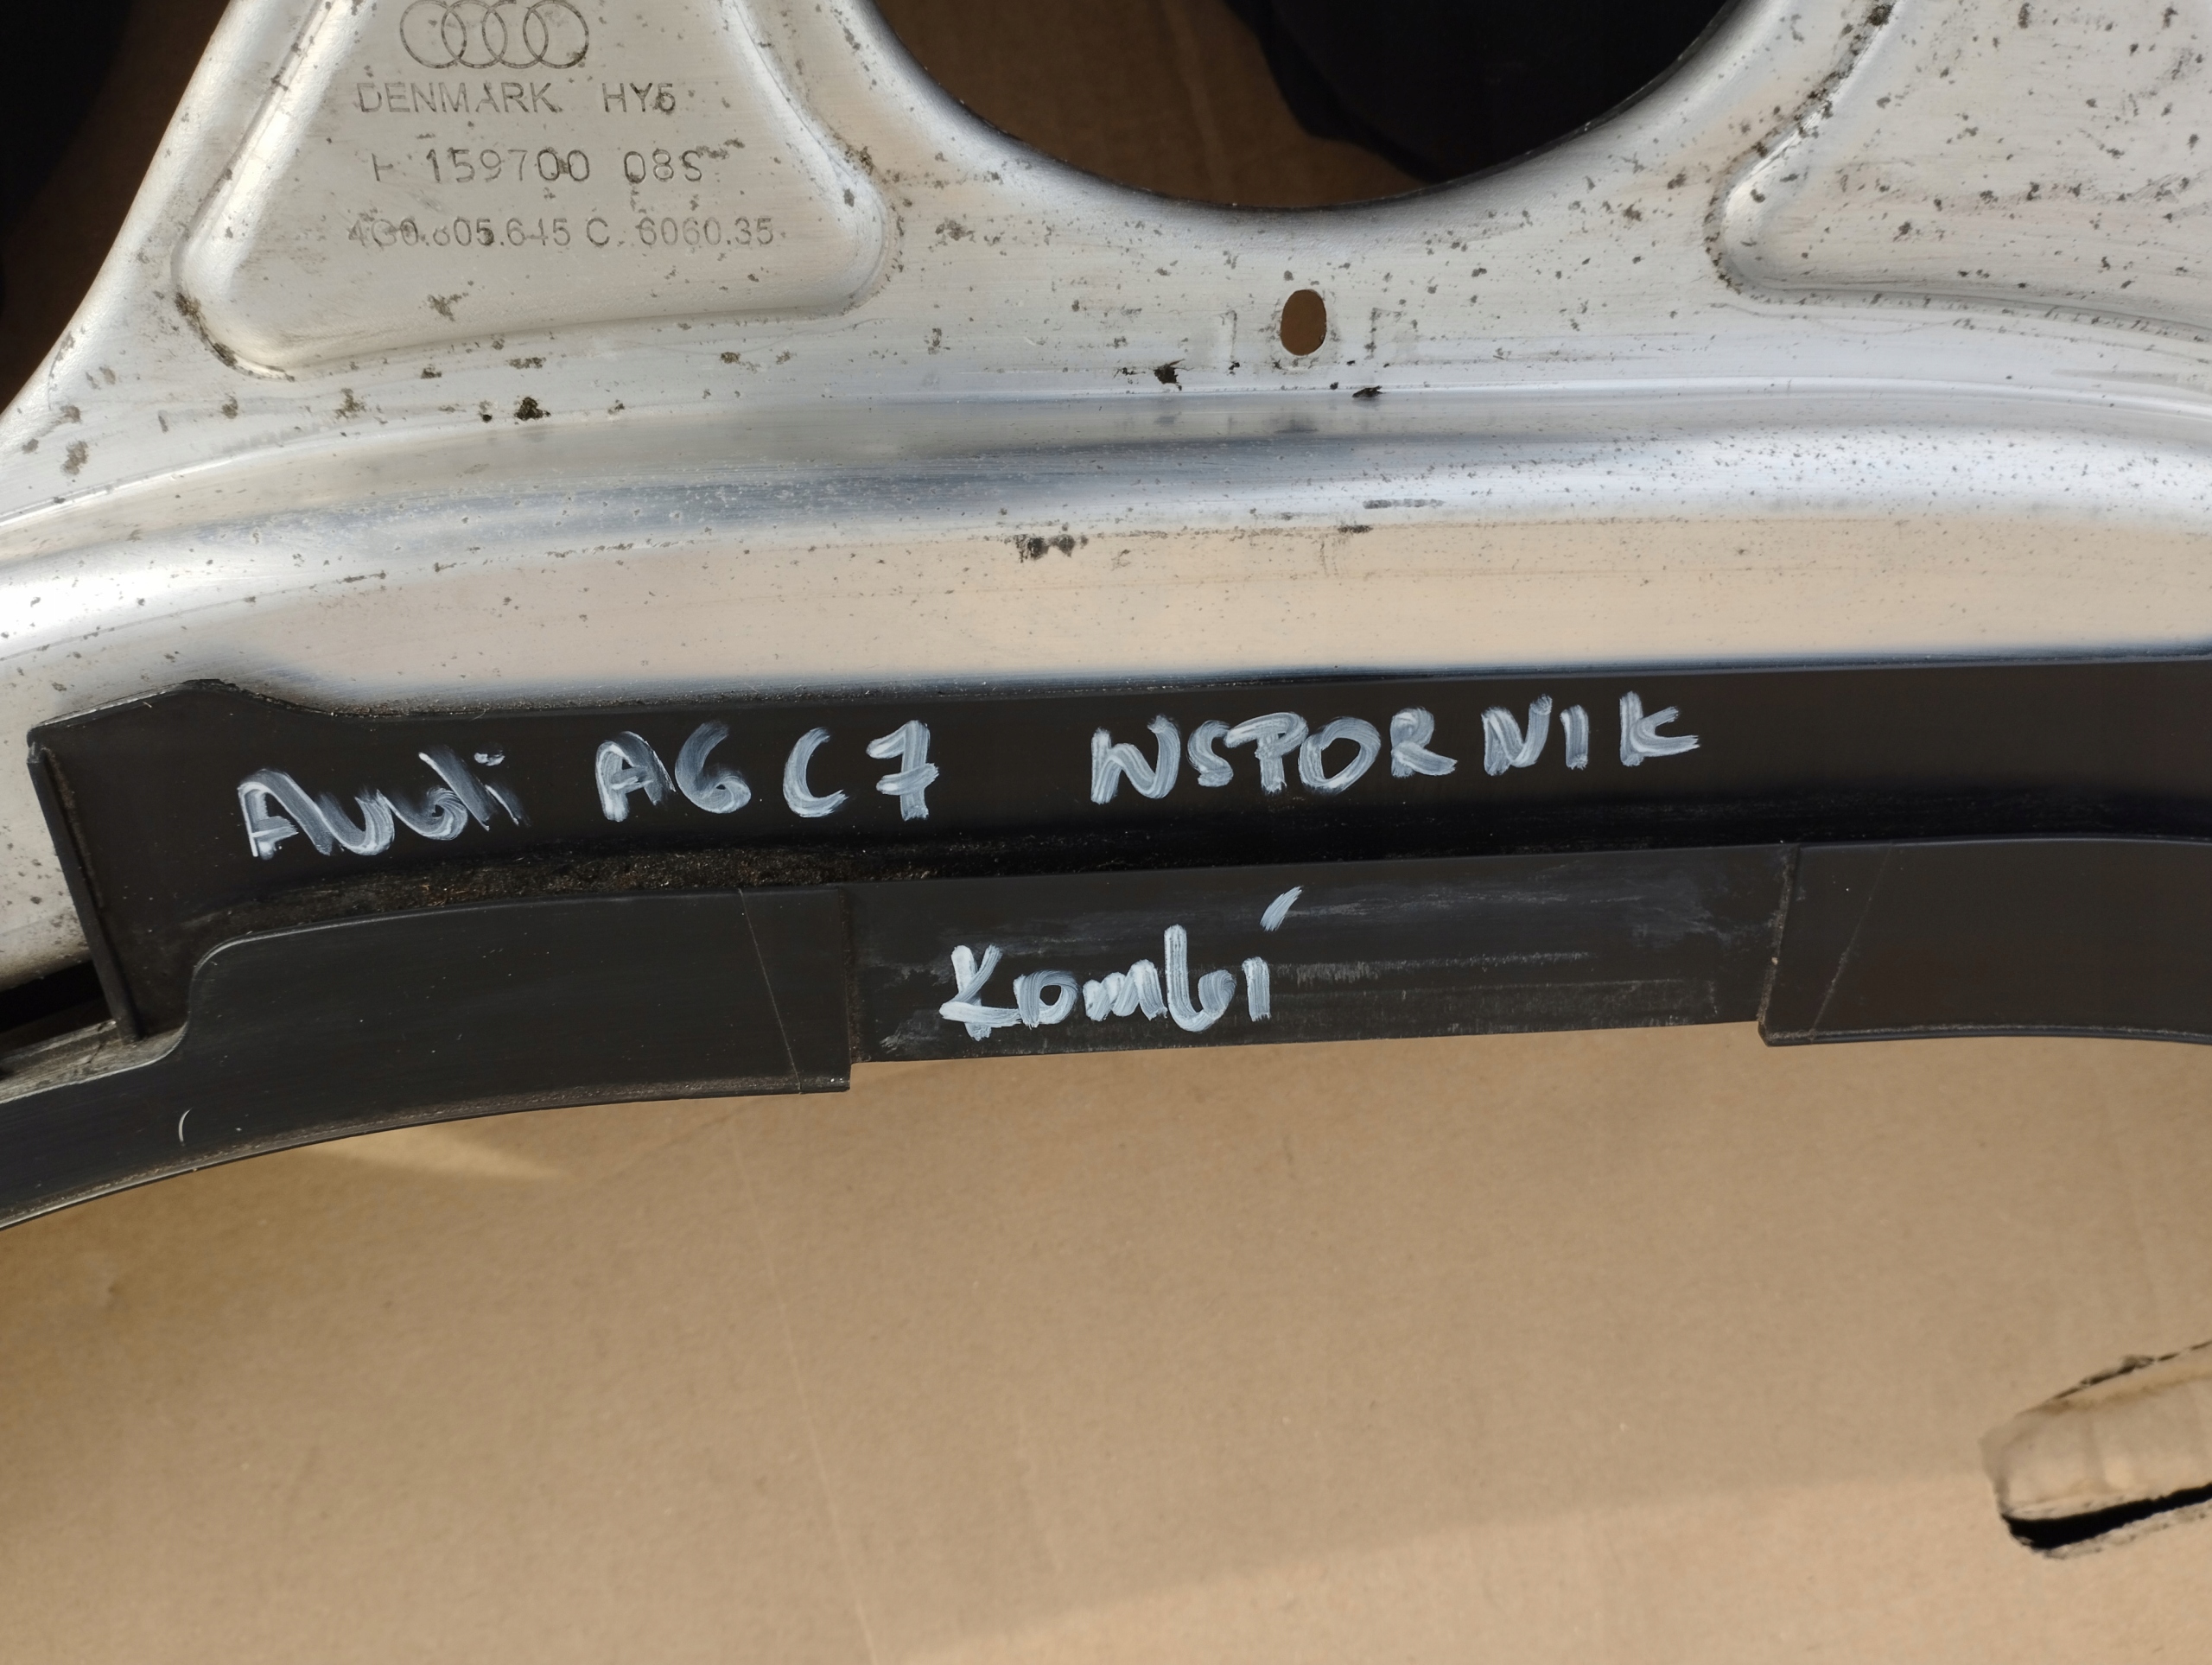 DENMARK HY5
159700 08S
4G0.805.645 C. 6060.35
Audi A6 C7 WSPORNIK
Kombi